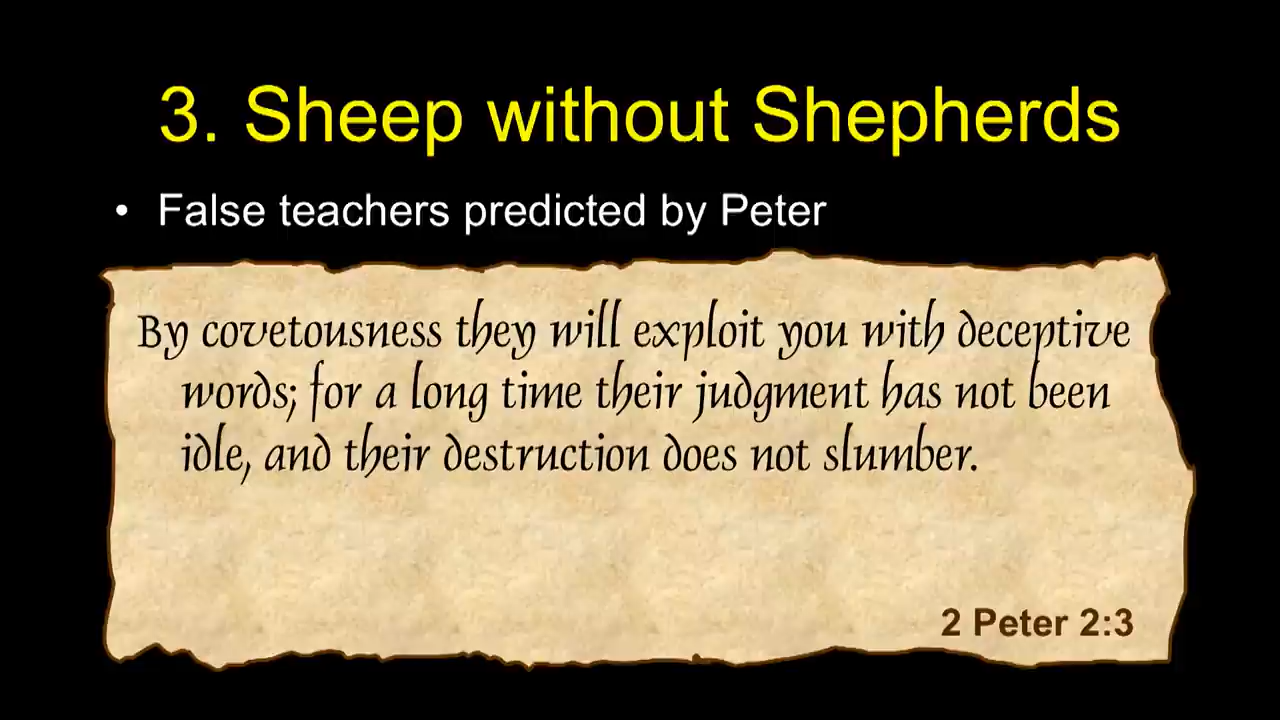 3. Sheep without Shepherds
• False teachers predicted by Peter
By covetousness they will exploit you with deceptive
words; for a long time their judgment has not been
idle, and their destruction does not slumber.
2 Peter 2:3